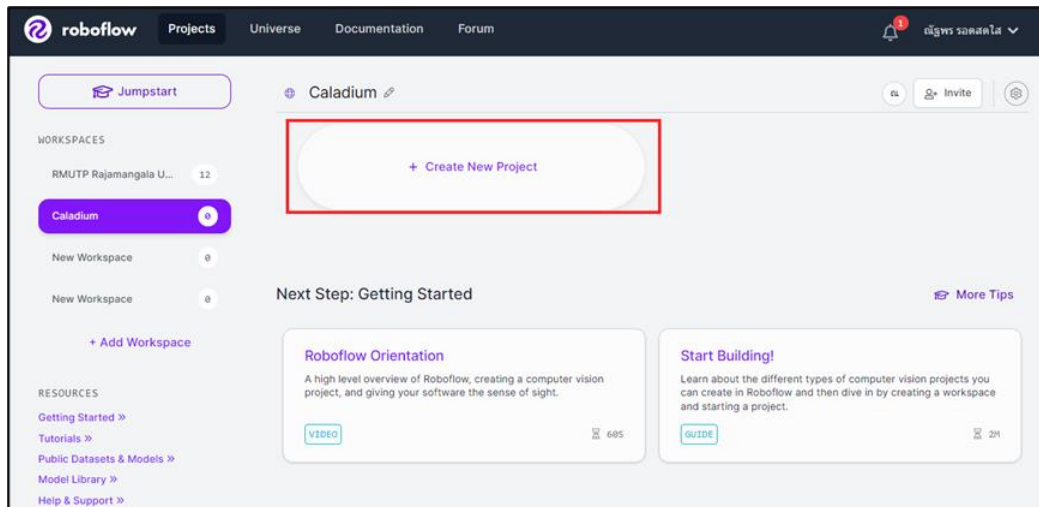 roboflow Projects Universe Documentation Forum 1 ณัฐพร รอดสดใส
Jumpstart
Caladium
ณ Invite
WORKSPACES
RMUTP Rajamangala U... 12
Caladium 0
New Workspace 0
New Workspace 0
+ Add Workspace
+ Create New Project
Next Step: Getting Started
More Tips
Roboflow Orientation
A high level overview of Roboflow, creating a computer vision
project, and giving your software the sense of sight.
VIDEO 60S
Start Building!
Learn about the different types of computer vision projects you
can create in Roboflow and then dive in by creating a workspace
and starting a project.
GUIDE 2M
RESOURCES
Getting Started »
Tutorials »
Public Datasets & Models »
Model Library »
Help & Support »